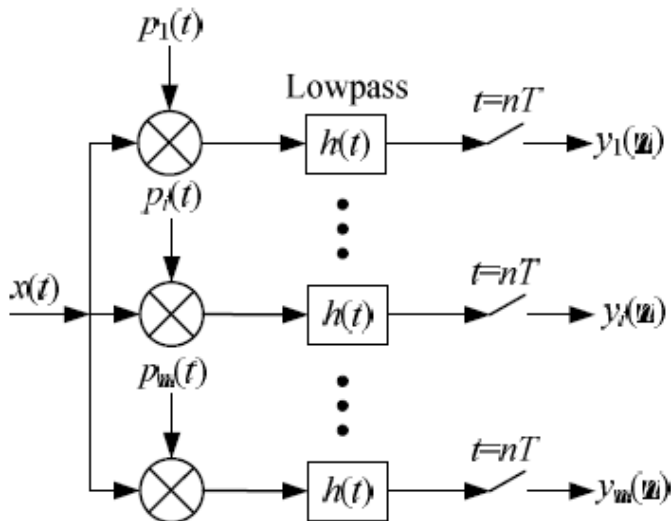 p₁(t)
Lowpass
t=nT
h(t)
y₁(n)
pᵢ(t)
x(t)
t=nT
h(t)
yᵢ(n)
pₘ(t)
t=nT
h(t)
yₘ(n)